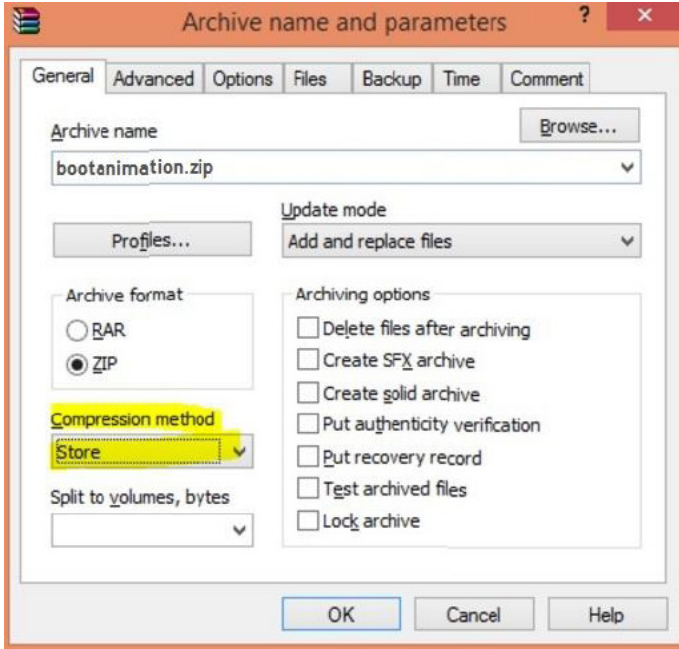 Archive name and parameters
? ×
General Advanced Options Files Backup Time Comment
Archive name
Browse...
bootanimation.zip
Update mode
Profiles...
Add and replace files
Archive format
RAR
ZIP
Compression method
Store
Split to volumes, bytes
Archiving options
Delete files after archiving
Create SFX archive
Create solid archive
Put authenticity verification
Put recovery record
Test archived files
Lock archive
OK Cancel Help